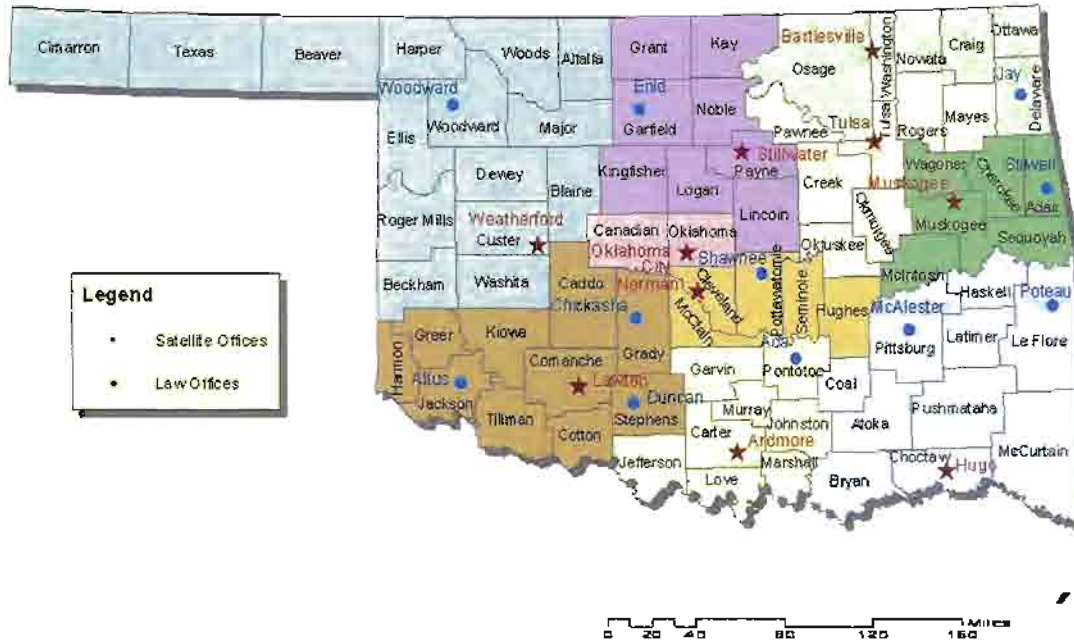 Cimarron
Texas
Beaver
Harper
Woods
Alfalfa
Grant
Kay
Bartlesville
Osage
Washington
Nowata
Craig
Ottawa
Woodward
Woodward
Ellis
Major
Enid
Garfield
Noble
Pawnee
Tulsa
Tulsa
Rogers
Mayes
Jay
Delaware
Dewey
Blaine
Kingfisher
Logan
Stillwater
Payne
Creek
Wagoner
Muskogee
Muskogee
Cherokee
Stilwell
Adair
Roger Mills
Weatherford
Custer
Canadian
Oklahoma
Oklahoma
City
Lincoln
Okfuskee
Okmulgee
McIntosh
Sequoyah
Beckham
Washita
Caddo
Chickasha
Norman
Cleveland
McClain
Shawnee
Pottawatomie
Seminole
Hughes
McAlester
Pittsburg
Haskell
Latimer
Poteau
Le Flore
Harmon
Greer
Kiowa
Altus
Jackson
Tillman
Comanche
Lawton
Cotton
Grady
Duncan
Stephens
Garvin
Ada
Pontotoc
Coal
Murray
Johnston
Carter
Ardmore
Atoka
Pushmataha
Jefferson
Love
Marshall
Bryan
Choctaw
Hugo
McCurtain
Legend
Satellite Offices
Law Offices
0 20 40 80 120 160 Miles